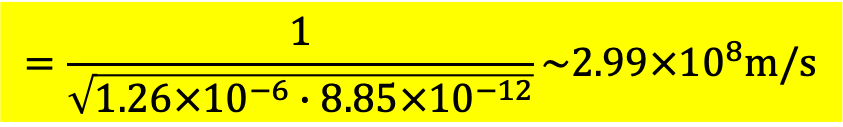 = 1/√(1.26×10⁻⁶ · 8.85×10⁻¹²) ~2.99×10⁸m/s